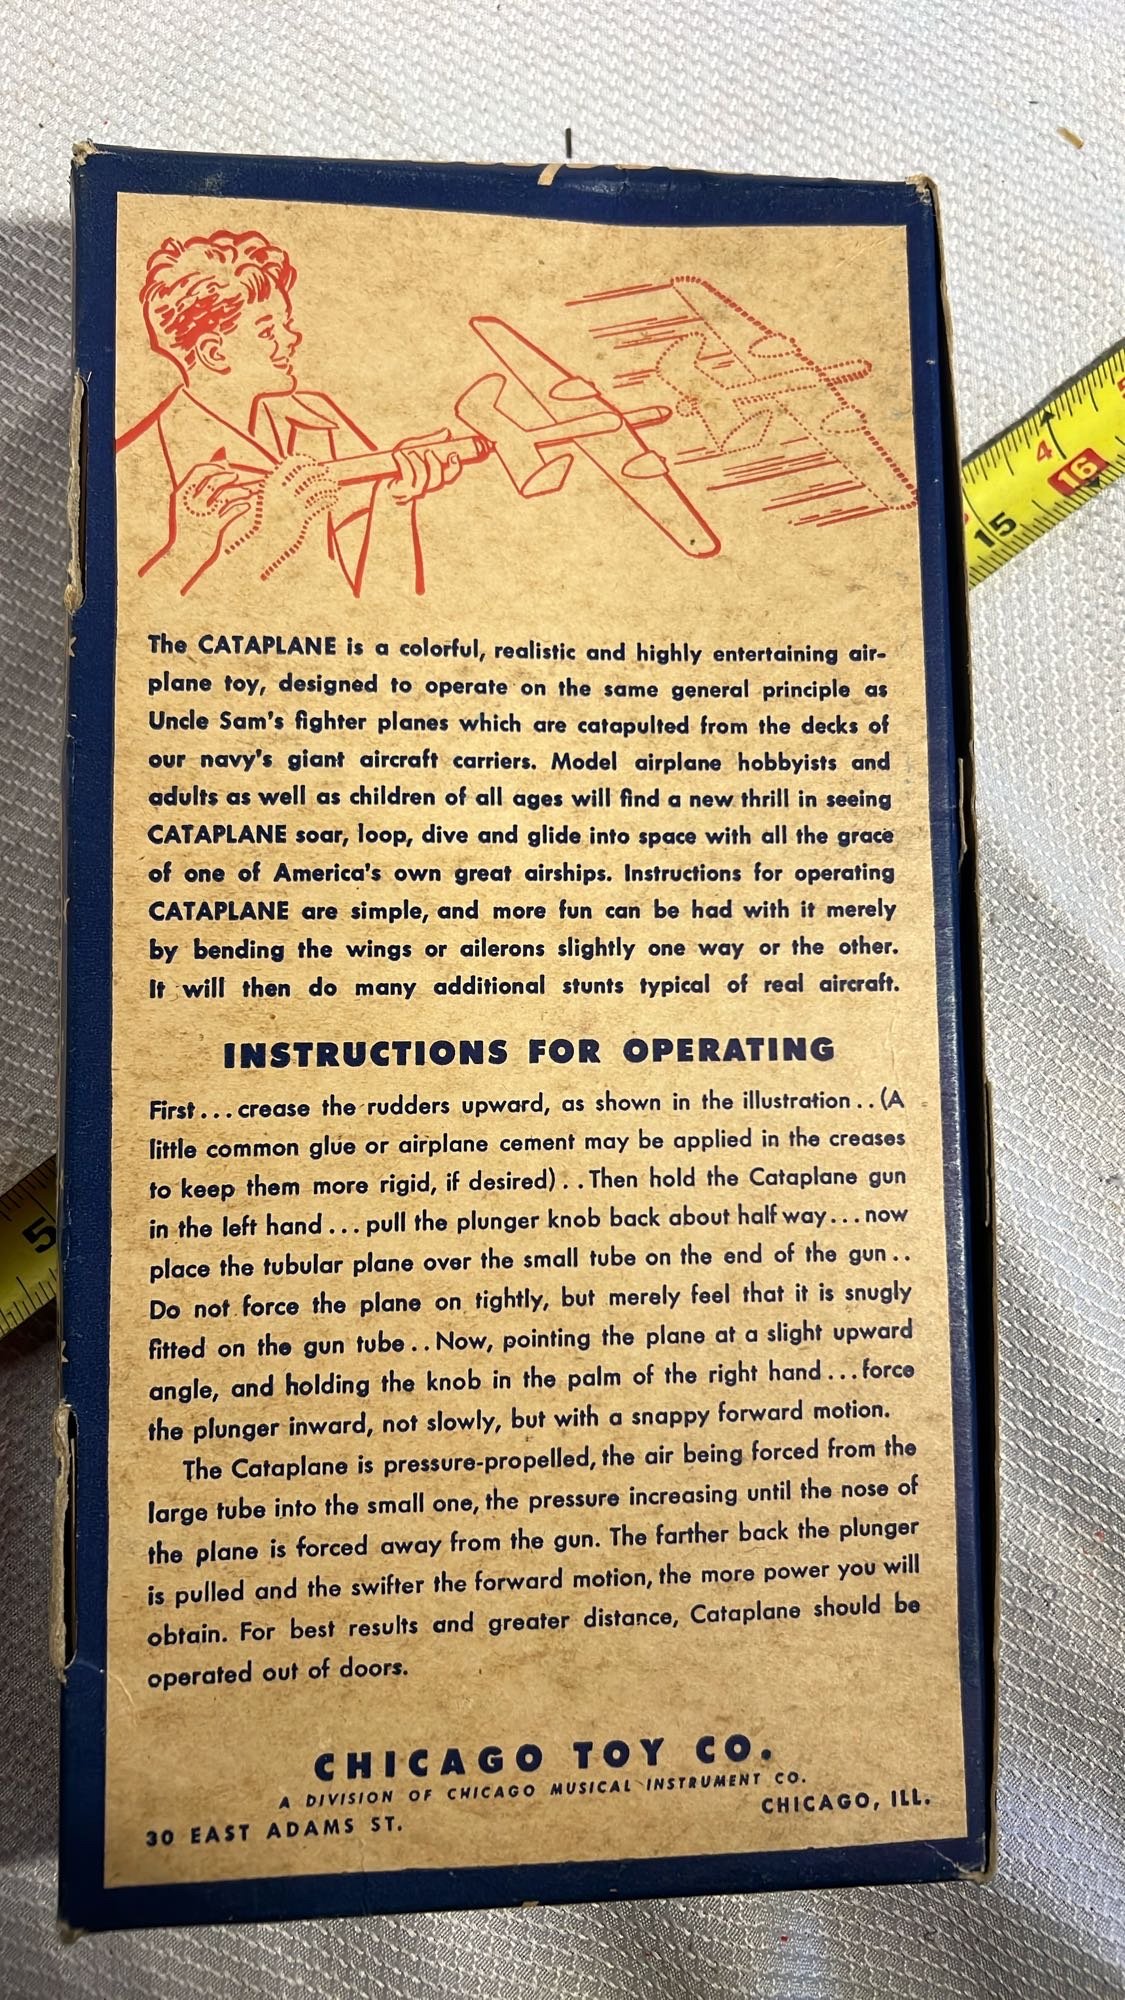 The CATAPLANE is a colorful, realistic and highly entertaining air-
plane toy, designed to operate on the same general principle as
Uncle Sam's fighter planes which are catapulted from the decks of
our navy's giant aircraft carriers. Model airplane hobbyists and
adults as well as children of all ages will find a new thrill in seeing
CATAPLANE soar, loop, dive and glide into space with all the grace
of one of America's own great airships. Instructions for operating
CATAPLANE are simple, and more fun can be had with it merely
by bending the wings or ailerons slightly one way or the other.
It will then do many additional stunts typical of real aircraft.
INSTRUCTIONS FOR OPERATING
First...crease the rudders upward, as shown in the illustration..(A
little common glue or airplane cement may be applied in the creases
to keep them more rigid, if desired)..Then hold the Cataplane gun
in the left hand...pull the plunger knob back about half way...now
place the tubular plane over the small tube on the end of the gun..
Do not force the plane on tightly, but merely feel that it is snugly
fitted on the gun tube..Now, pointing the plane at a slight upward
angle, and holding the knob in the palm of the right hand...force
the plunger inward, not slowly, but with a snappy forward motion.
The Cataplane is pressure-propelled, the air being forced from the
large tube into the small one, the pressure increasing until the nose of
the plane is forced away from the gun. The farther back the plunger
is pulled and the swifter the forward motion, the more power you will
obtain. For best results and greater distance, Cataplane should be
operated out of doors.
CHICAGO TOY CO.
A DIVISION OF CHICAGO MUSICAL INSTRUMENT CO.
30 EAST ADAMS ST. CHICAGO, ILL.
4
16
15
5